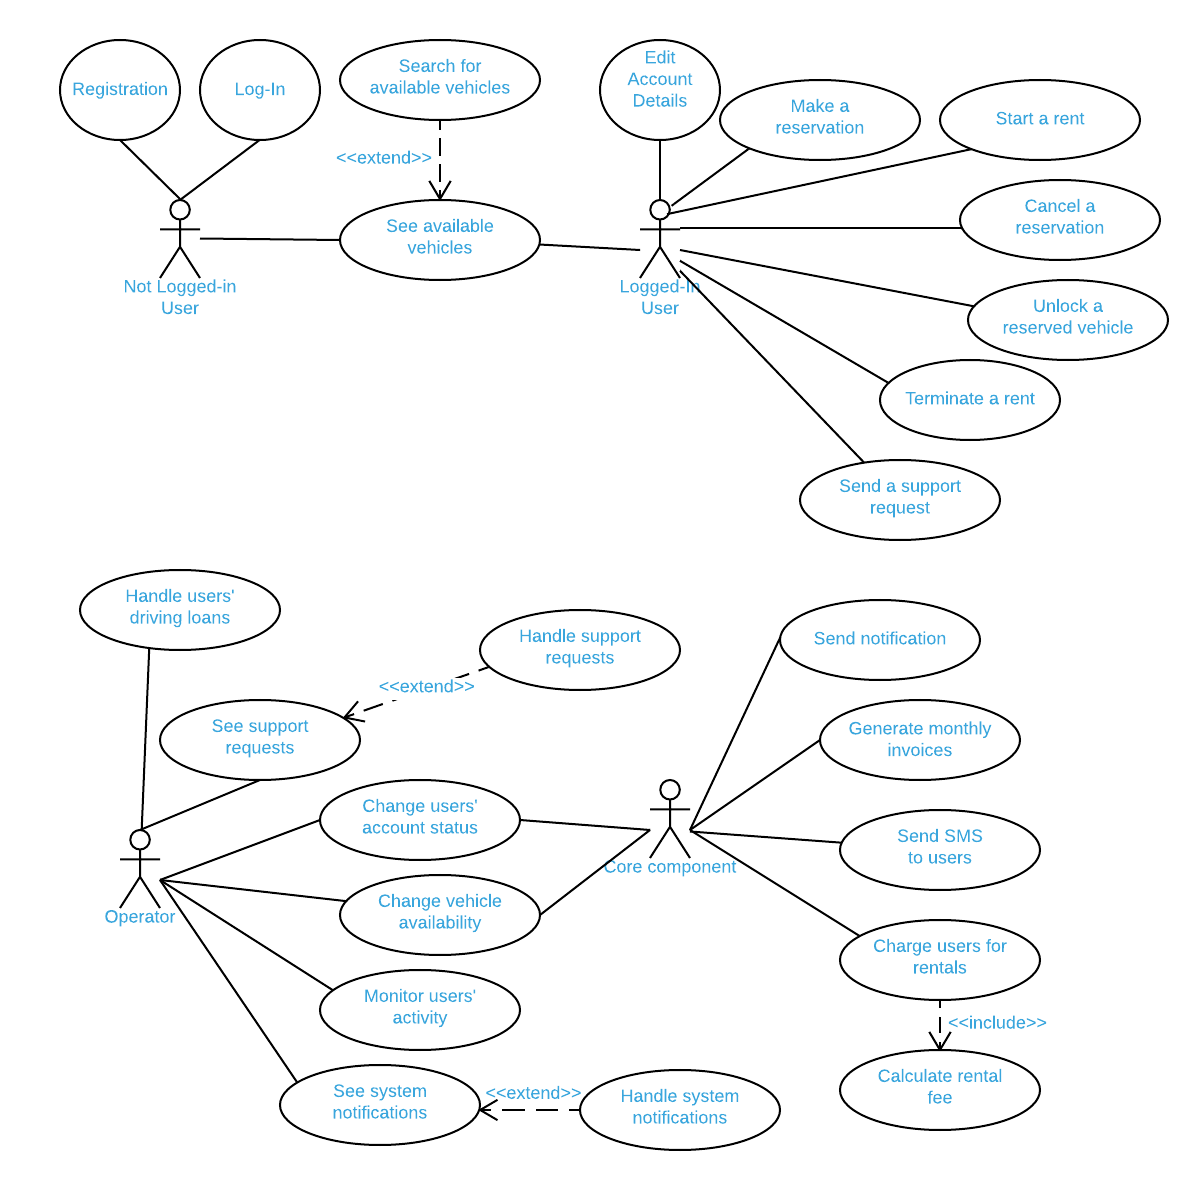 Registration
Log-In
Search for
available vehicles
<<extend>>
See available
vehicles
Not Logged-in
User
Edit
Account
Details
Make a
reservation
Start a rent
Cancel a
reservation
Logged-In
User
Unlock a
reserved vehicle
Terminate a rent
Send a support
request
Handle users'
driving loans
Handle support
requests
<<extend>>
See support
requests
Send notification
Generate monthly
invoices
Change users'
account status
Core component
Send SMS
to users
Operator
Change vehicle
availability
Charge users for
rentals
Monitor users'
activity
<<include>>
Calculate rental
fee
See system
notifications
<<extend>>
Handle system
notifications